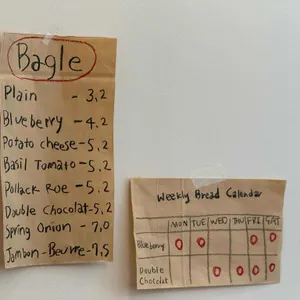 Bagle
Plain - 3,2
Blueberry - 4,2
Potato cheese - 5,2
Basil Tomato - 5,2
Pollack Roe - 5,2
Double Chocolat - 5,2
Spring Onion - 7,0
Jambon-Beurre - 7,5
Weekly Bread Calendar
MON TUE WED THU FRI SAT
Blueberry O O O O
Double
Chocolat O O O O